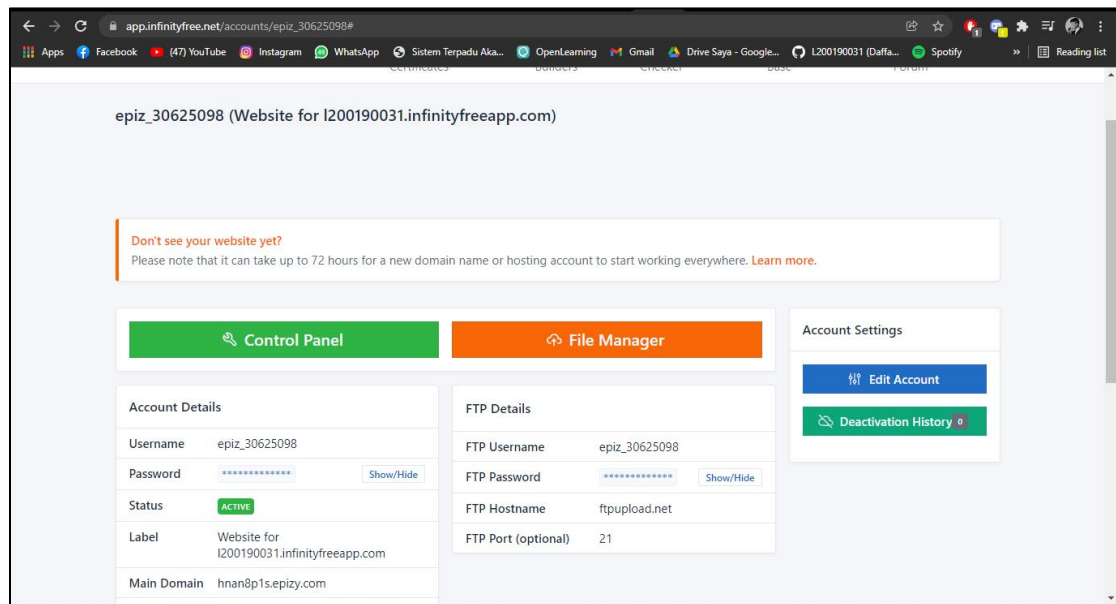 app.infinityfree.net/accounts/epiz_30625098#
Apps Facebook (47) YouTube Instagram WhatsApp Sistem Terpadu Aka... OpenLearning Gmail Drive Saya - Google... L200190031 (Daffa... Spotify » Reading list
Certificates Builders Checker Base Forum
epiz_30625098 (Website for l200190031.infinityfreeapp.com)
Don't see your website yet?
Please note that it can take up to 72 hours for a new domain name or hosting account to start working everywhere. Learn more.
Control Panel
File Manager
Account Settings
Edit Account
Deactivation History 0
Account Details
Username epiz_30625098
Password ************* Show/Hide
Status ACTIVE
Label Website for
l200190031.infinityfreeapp.com
Main Domain hnan8p1s.epizy.com
FTP Details
FTP Username epiz_30625098
FTP Password ************* Show/Hide
FTP Hostname ftpupload.net
FTP Port (optional) 21